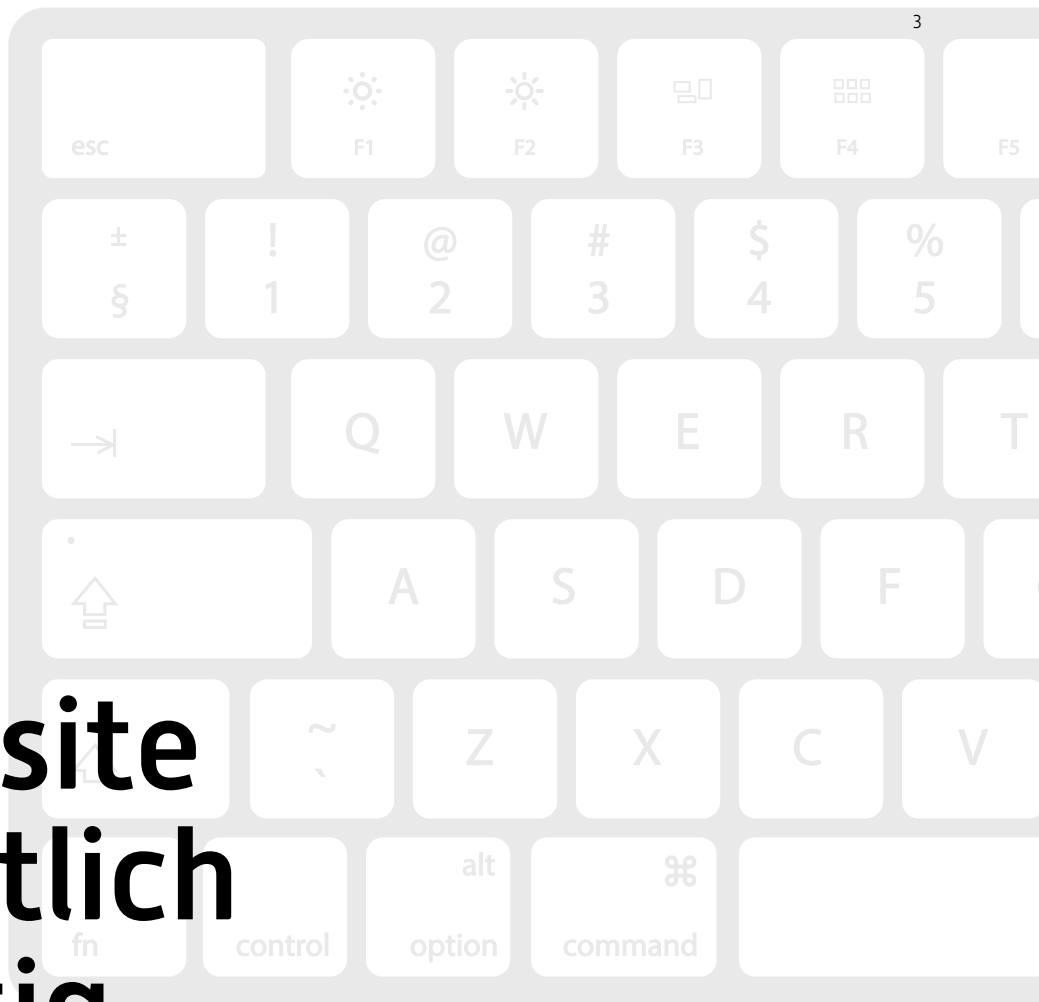 3
esc F1 F2 F3 F4 F5
± ! @ # $ %
§ 1 2 3 4 5
Q W E R T
A S D F
site
~ Z X C V
`
tlich
alt ⌘
fn control option command
tig